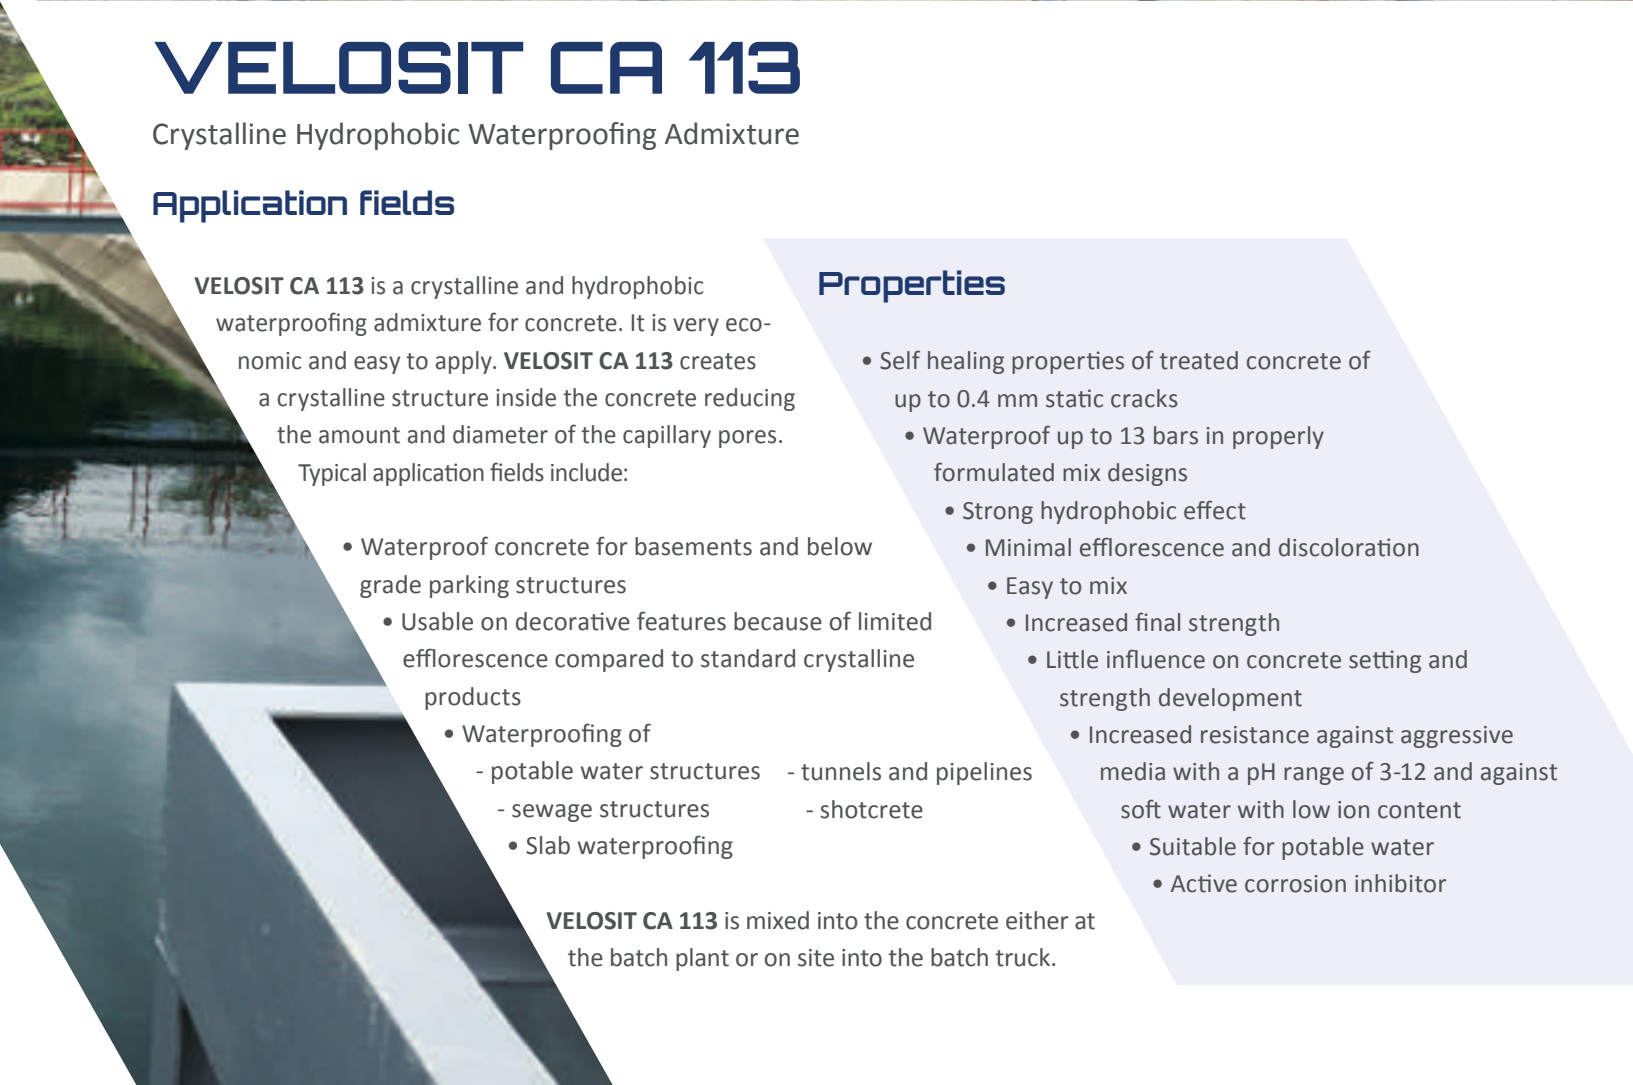 VELOSIT CA 113
Crystalline Hydrophobic Waterproofing Admixture
Application fields
VELOSIT CA 113 is a crystalline and hydrophobic
waterproofing admixture for concrete. It is very eco-
nomic and easy to apply. VELOSIT CA 113 creates
a crystalline structure inside the concrete reducing
the amount and diameter of the capillary pores.
Typical application fields include:
• Waterproof concrete for basements and below
grade parking structures
• Usable on decorative features because of limited
efflorescence compared to standard crystalline
products
• Waterproofing of
- potable water structures - tunnels and pipelines
- sewage structures - shotcrete
• Slab waterproofing
VELOSIT CA 113 is mixed into the concrete either at
the batch plant or on site into the batch truck.
Properties
• Self healing properties of treated concrete of
up to 0.4 mm static cracks
• Waterproof up to 13 bars in properly
formulated mix designs
• Strong hydrophobic effect
• Minimal efflorescence and discoloration
• Easy to mix
• Increased final strength
• Little influence on concrete setting and
strength development
• Increased resistance against aggressive
media with a pH range of 3-12 and against
soft water with low ion content
• Suitable for potable water
• Active corrosion inhibitor